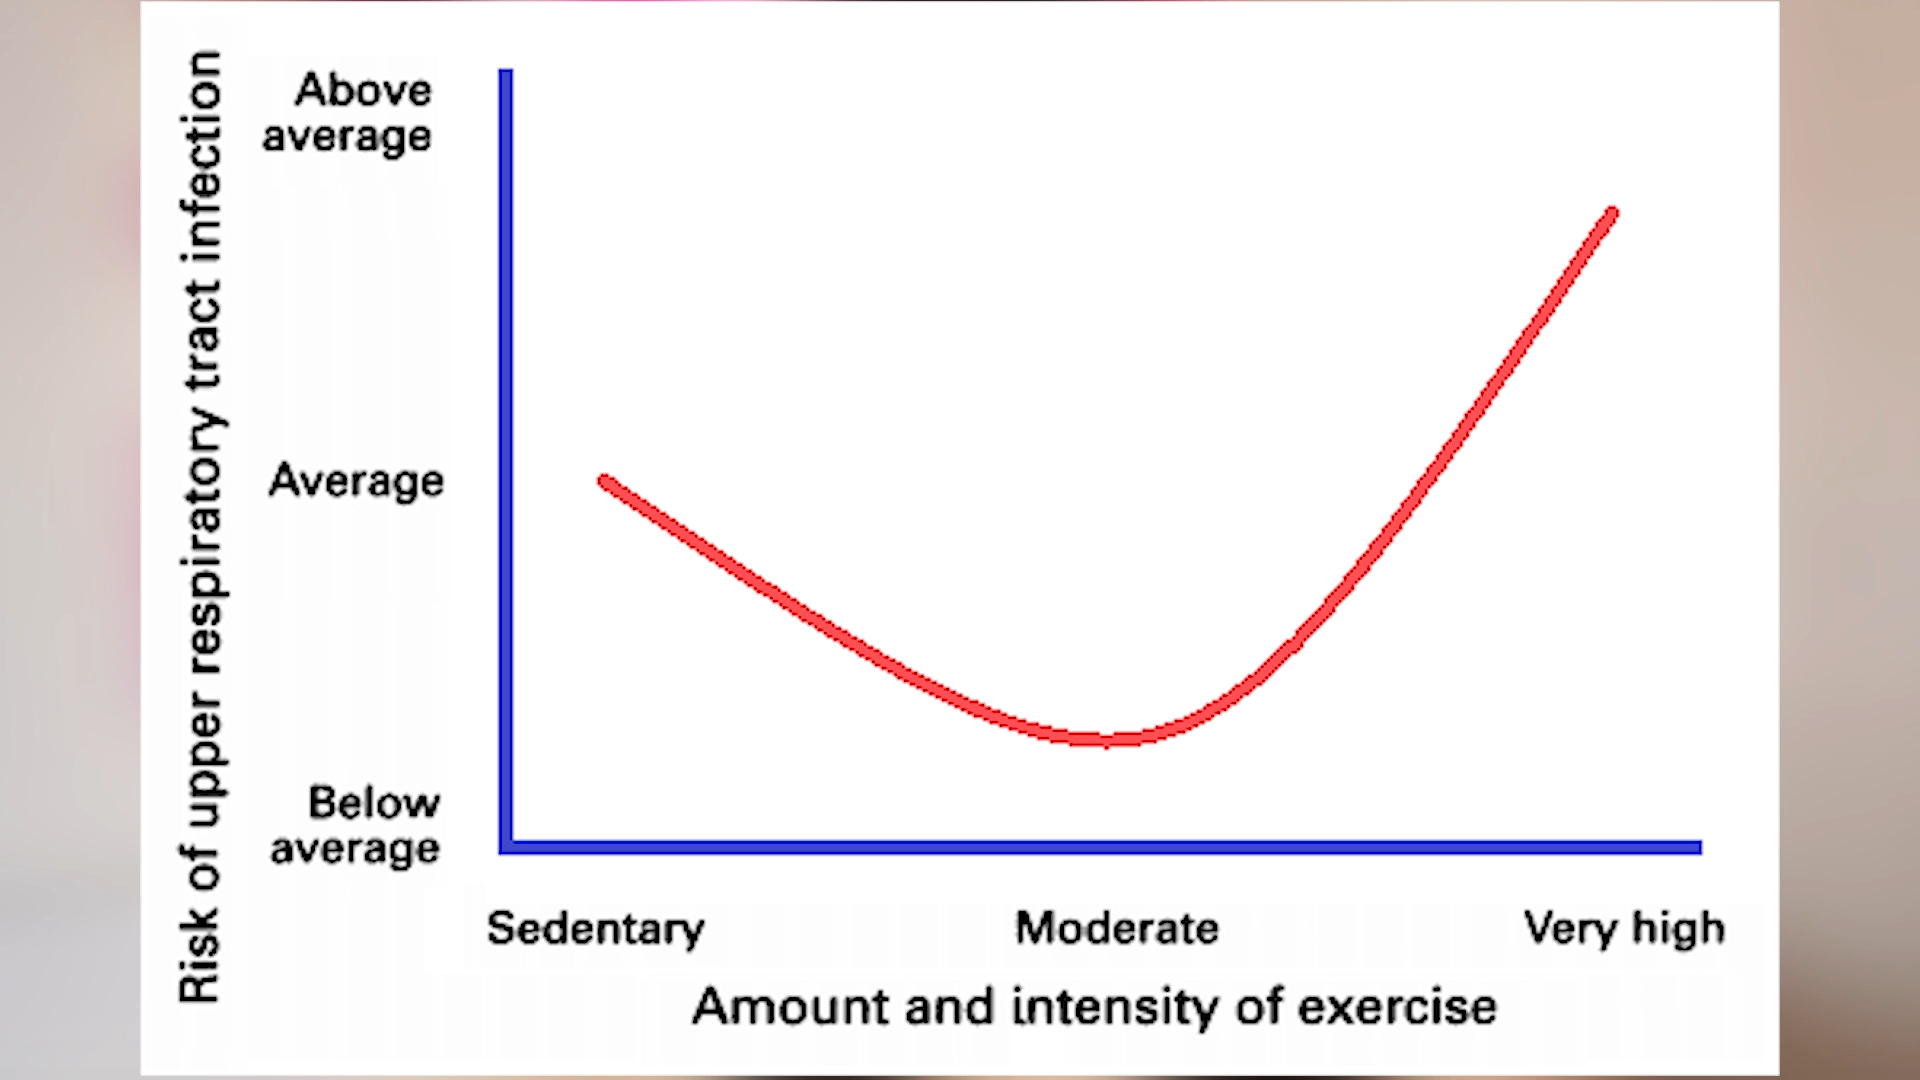 Risk of upper respiratory tract infection
Above
average
Average
Below
average
Sedentary
Moderate
Very high
Amount and intensity of exercise